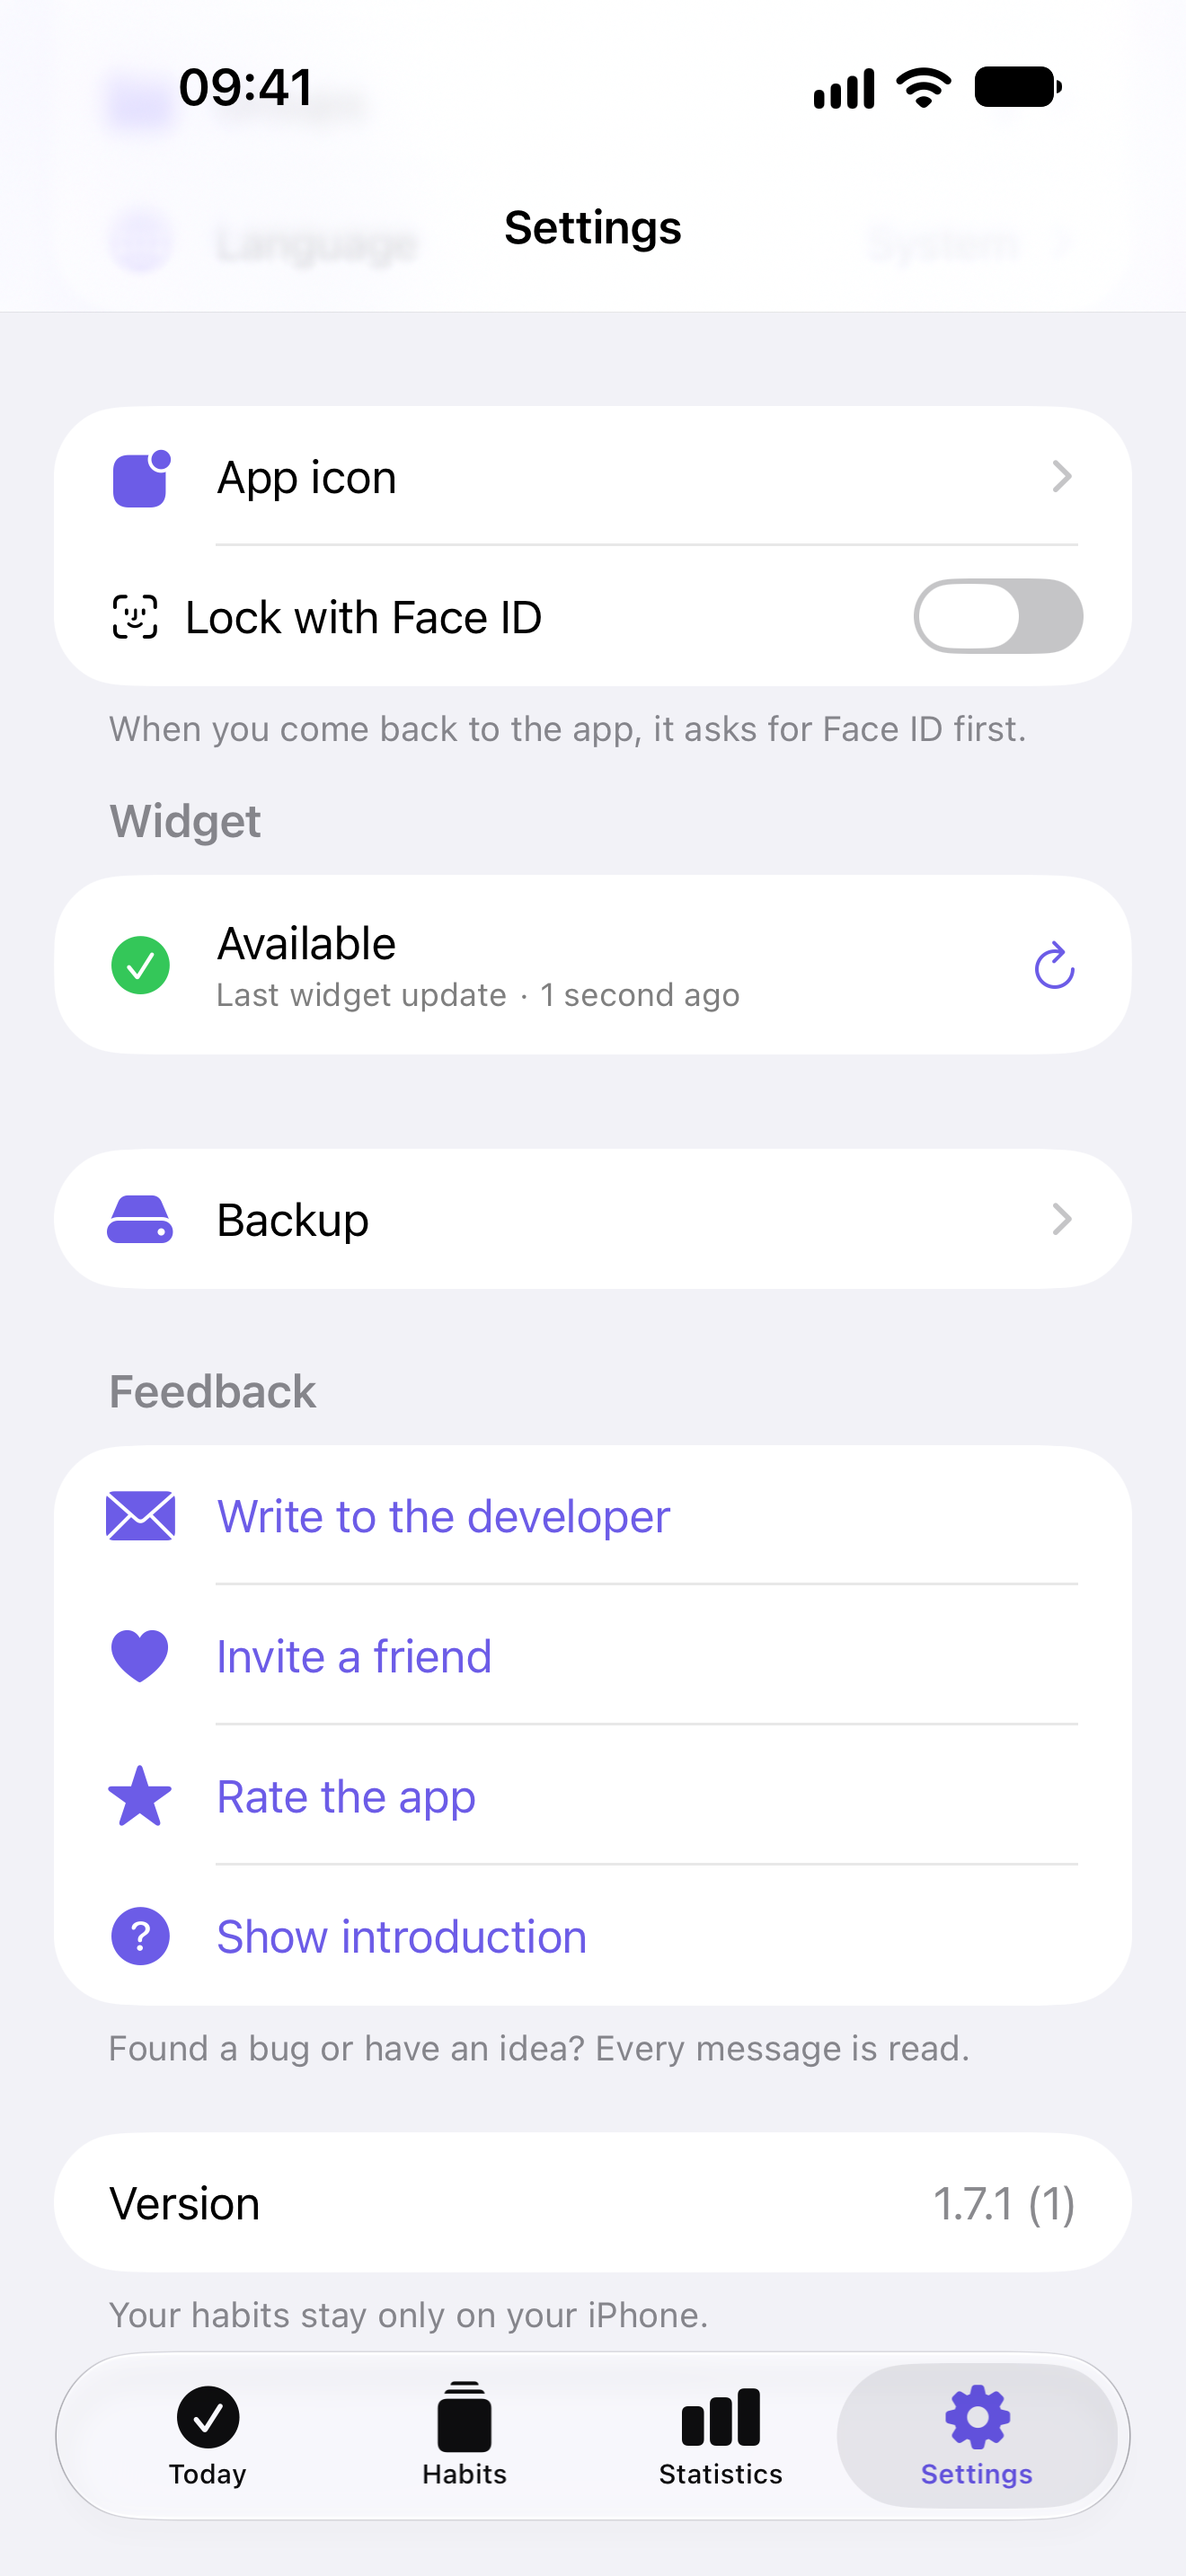 09:41
Settings
Language
System
App icon
Lock with Face ID
When you come back to the app, it asks for Face ID first.
Widget
Available
Last widget update · 1 second ago
Backup
Feedback
Write to the developer
Invite a friend
Rate the app
Show introduction
Found a bug or have an idea? Every message is read.
Version
1.7.1 (1)
Your habits stay only on your iPhone.
Today
Habits
Statistics
Settings